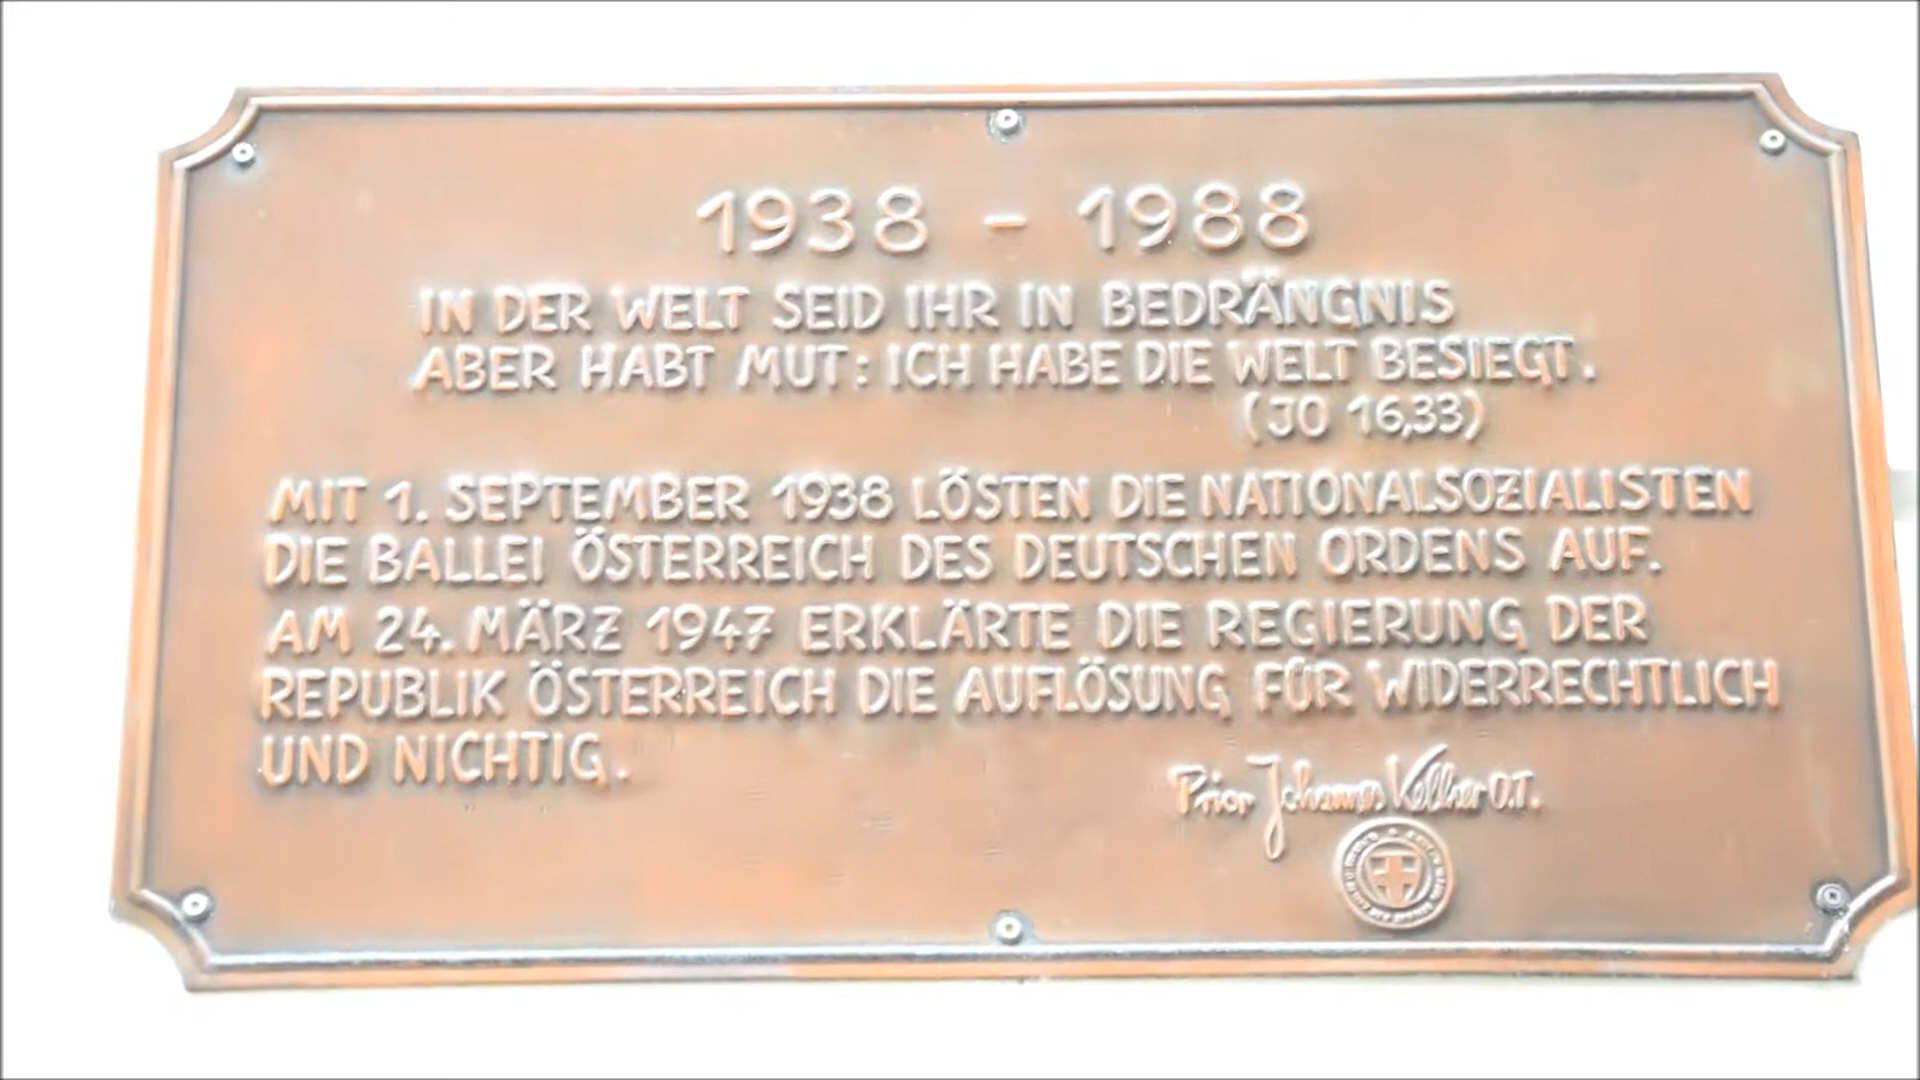 1938 - 1988
IN DER WELT SEID IHR IN BEDRÄNGNIS
ABER HABT MUT: ICH HABE DIE WELT BESIEGT.
(JO 16,33)
MIT 1. SEPTEMBER 1938 LÖSTEN DIE NATIONALSOZIALISTEN
DIE BALLEI ÖSTERREICH DES DEUTSCHEN ORDENS AUF.
AM 24. MÄRZ 1947 ERKLÄRTE DIE REGIERUNG DER
REPUBLIK ÖSTERREICH DIE AUFLÖSUNG FÜR WIDERRECHTLICH
UND NICHTIG.
Prior Johannes O.T.